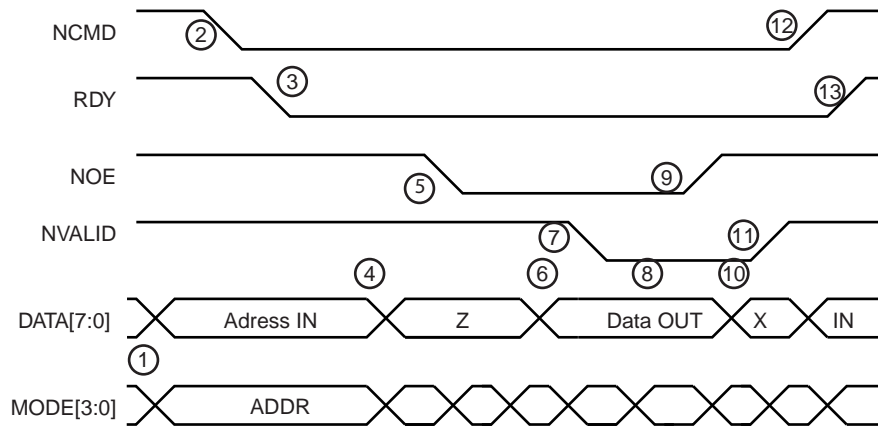 NCMD
2
12
RDY
3
13
NOE
5
9
NVALID
7
11
4
6
8
10
DATA[7:0]
Adress IN
Z
Data OUT
X
IN
1
MODE[3:0]
ADDR